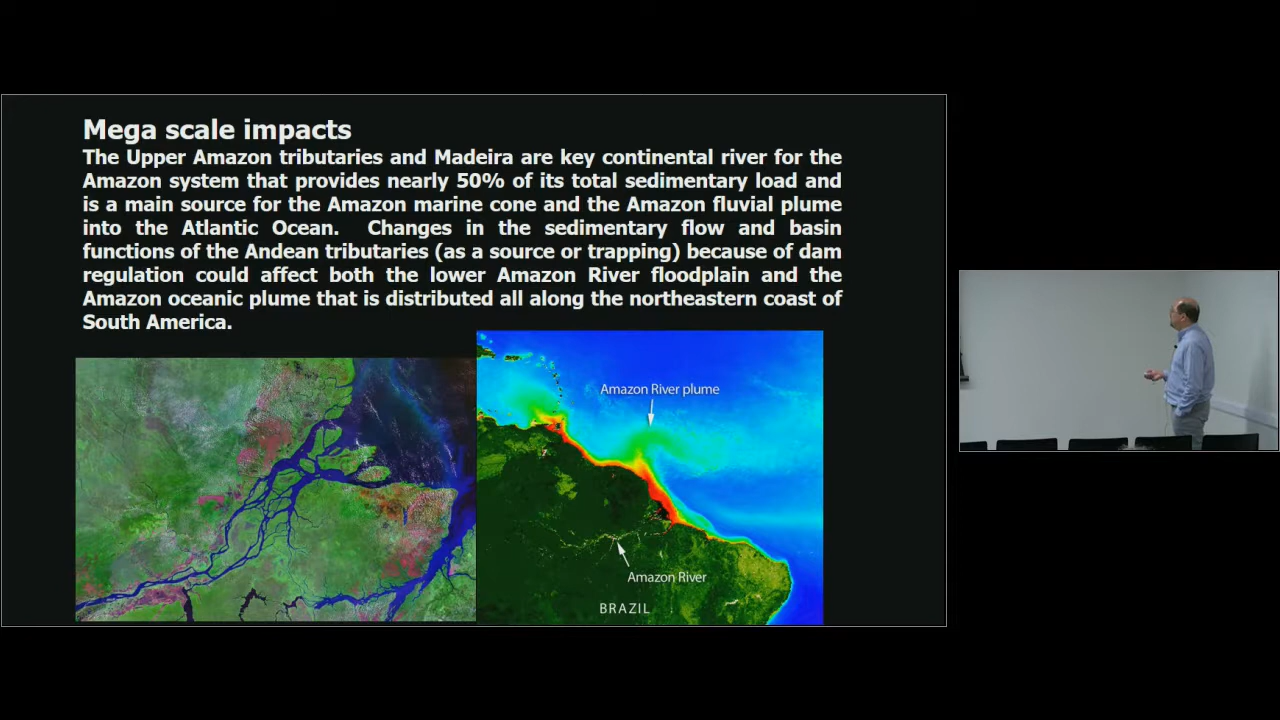 Mega scale impacts
The Upper Amazon tributaries and Madeira are key continental river for the
Amazon system that provides nearly 50% of its total sedimentary load and
is a main source for the Amazon marine cone and the Amazon fluvial plume
into the Atlantic Ocean. Changes in the sedimentary flow and basin
functions of the Andean tributaries (as a source or trapping) because of dam
regulation could affect both the lower Amazon River floodplain and the
Amazon oceanic plume that is distributed all along the northeastern coast of
South America.
Amazon River plume
Amazon River
BRAZIL